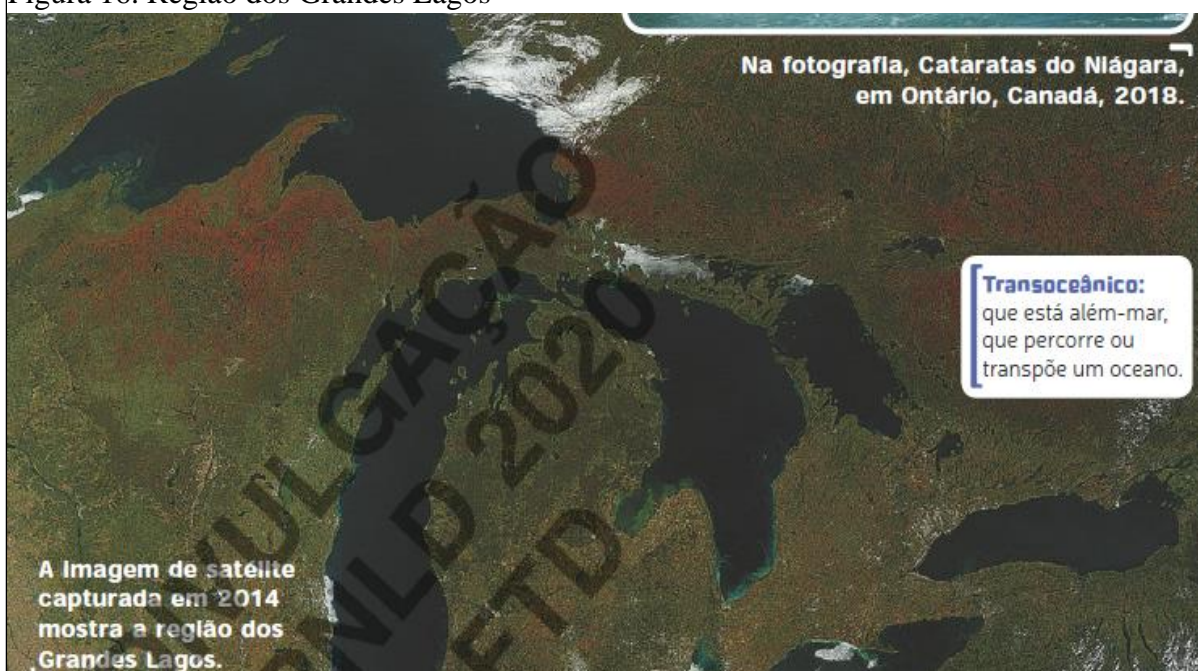 Figura 16: Região dos Grandes Lagos
Na fotografia, Cataratas do Niágara,
em Ontário, Canadá, 2018.
Transoceânico:
que está além-mar,
que percorre ou
transpõe um oceano.
A imagem de satélite
capturada em 2014
mostra a região dos
Grandes Lagos.
DIVULGAÇÃO
PNLD 2020
FTD